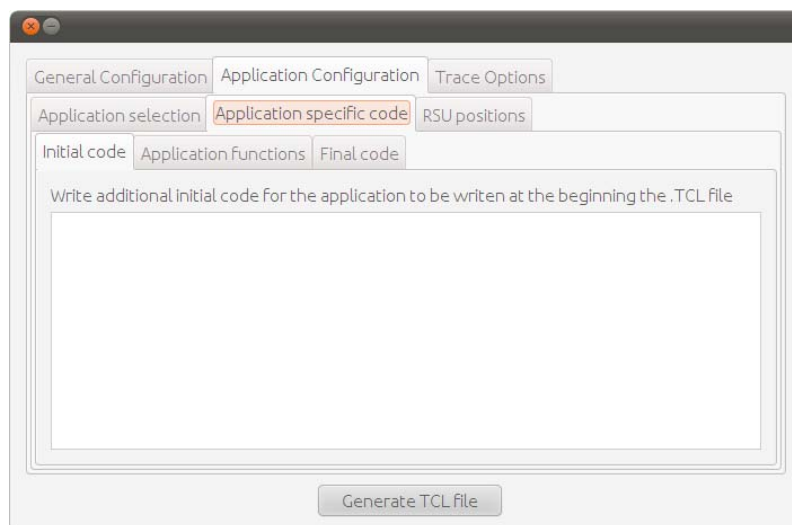 General Configuration Application Configuration Trace Options
Application selection Application specific code RSU positions
Initial code Application functions Final code
Write additional initial code for the application to be writen at the beginning the .TCL file
Generate TCL file